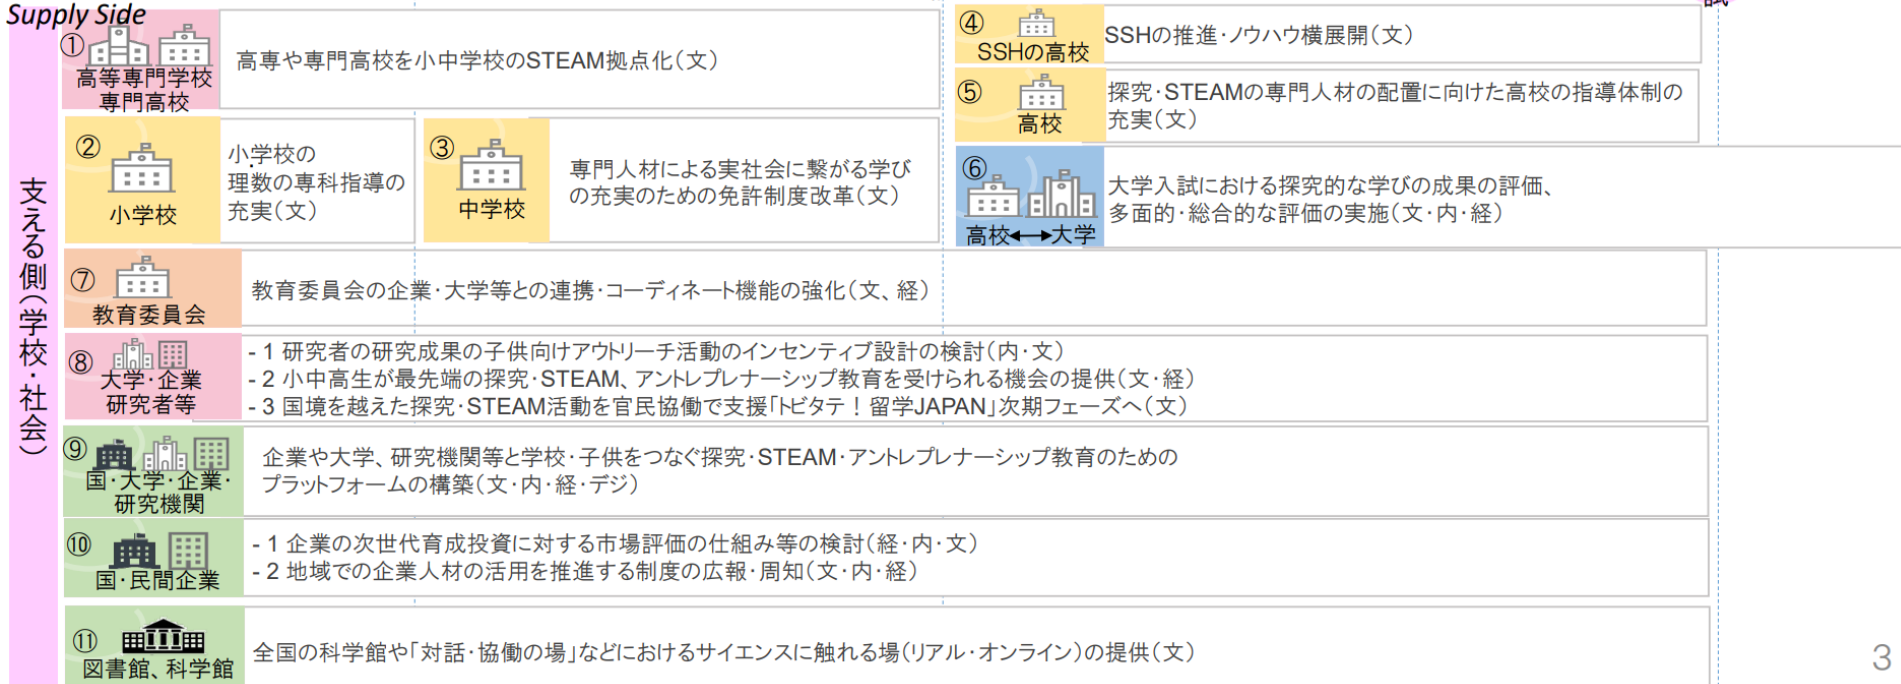 Supply Side
試
支える側(学校・社会)
①
高等専門学校
専門高校
高専や専門高校を小中学校のSTEAM拠点化(文)
②
小学校
小学校の
理数の専科指導の
充実(文)
③
中学校
専門人材による実社会に繋がる学び
の充実のための免許制度改革(文)
④
SSHの高校
SSHの推進・ノウハウ横展開(文)
⑤
高校
探究・STEAMの専門人材の配置に向けた高校の指導体制の
充実(文)
⑥
高校⟷大学
大学入試における探究的な学びの成果の評価、
多面的・総合的な評価の実施(文・内・経)
⑦
教育委員会
教育委員会の企業・大学等との連携・コーディネート機能の強化(文、経)
⑧
大学・企業
研究者等
- 1 研究者の研究成果の子供向けアウトリーチ活動のインセンティブ設計の検討(内・文)
- 2 小中高生が最先端の探究・STEAM、アントレプレナーシップ教育を受けられる機会の提供(文・経)
- 3 国境を越えた探究・STEAM活動を官民協働で支援「トビタテ!留学JAPAN」次期フェーズへ(文)
⑨
国・大学・企業・
研究機関
企業や大学、研究機関等と学校・子供をつなぐ探究・STEAM・アントレプレナーシップ教育のための
プラットフォームの構築(文・内・経・デジ)
⑩
国・民間企業
- 1 企業の次世代育成投資に対する市場評価の仕組み等の検討(経・内・文)
- 2 地域での企業人材の活用を推進する制度の広報・周知(文・内・経)
⑪
図書館、科学館
全国の科学館や「対話・協働の場」などにおけるサイエンスに触れる場(リアル・オンライン)の提供(文)
3